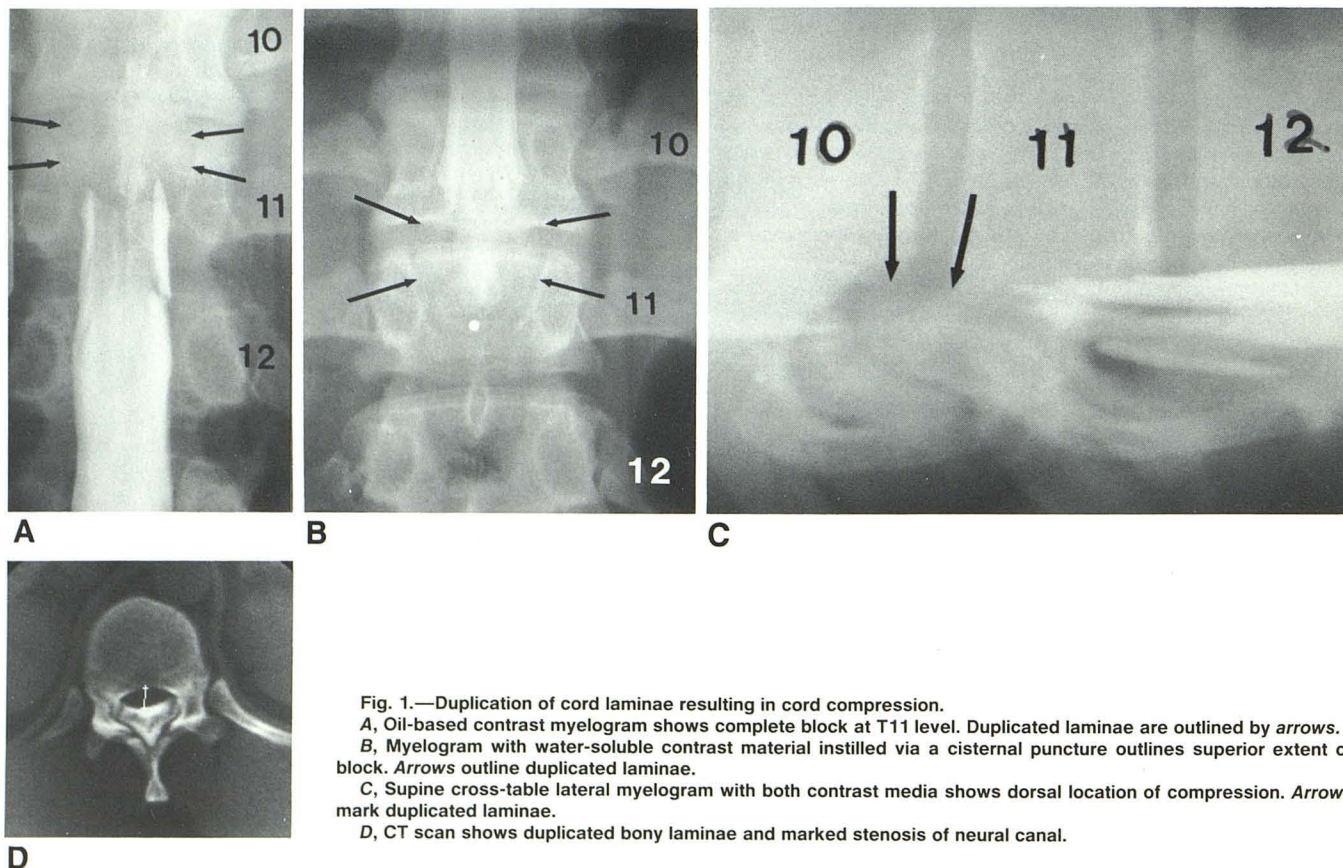 10
11
12
A
10
11
12
B
10
11
12
C
D
Fig. 1.—Duplication of cord laminae resulting in cord compression.
A, Oil-based contrast myelogram shows complete block at T11 level. Duplicated laminae are outlined by arrows.
B, Myelogram with water-soluble contrast material instilled via a cisternal puncture outlines superior extent o
block. Arrows outline duplicated laminae.
C, Supine cross-table lateral myelogram with both contrast media shows dorsal location of compression. Arrow
mark duplicated laminae.
D, CT scan shows duplicated bony laminae and marked stenosis of neural canal.